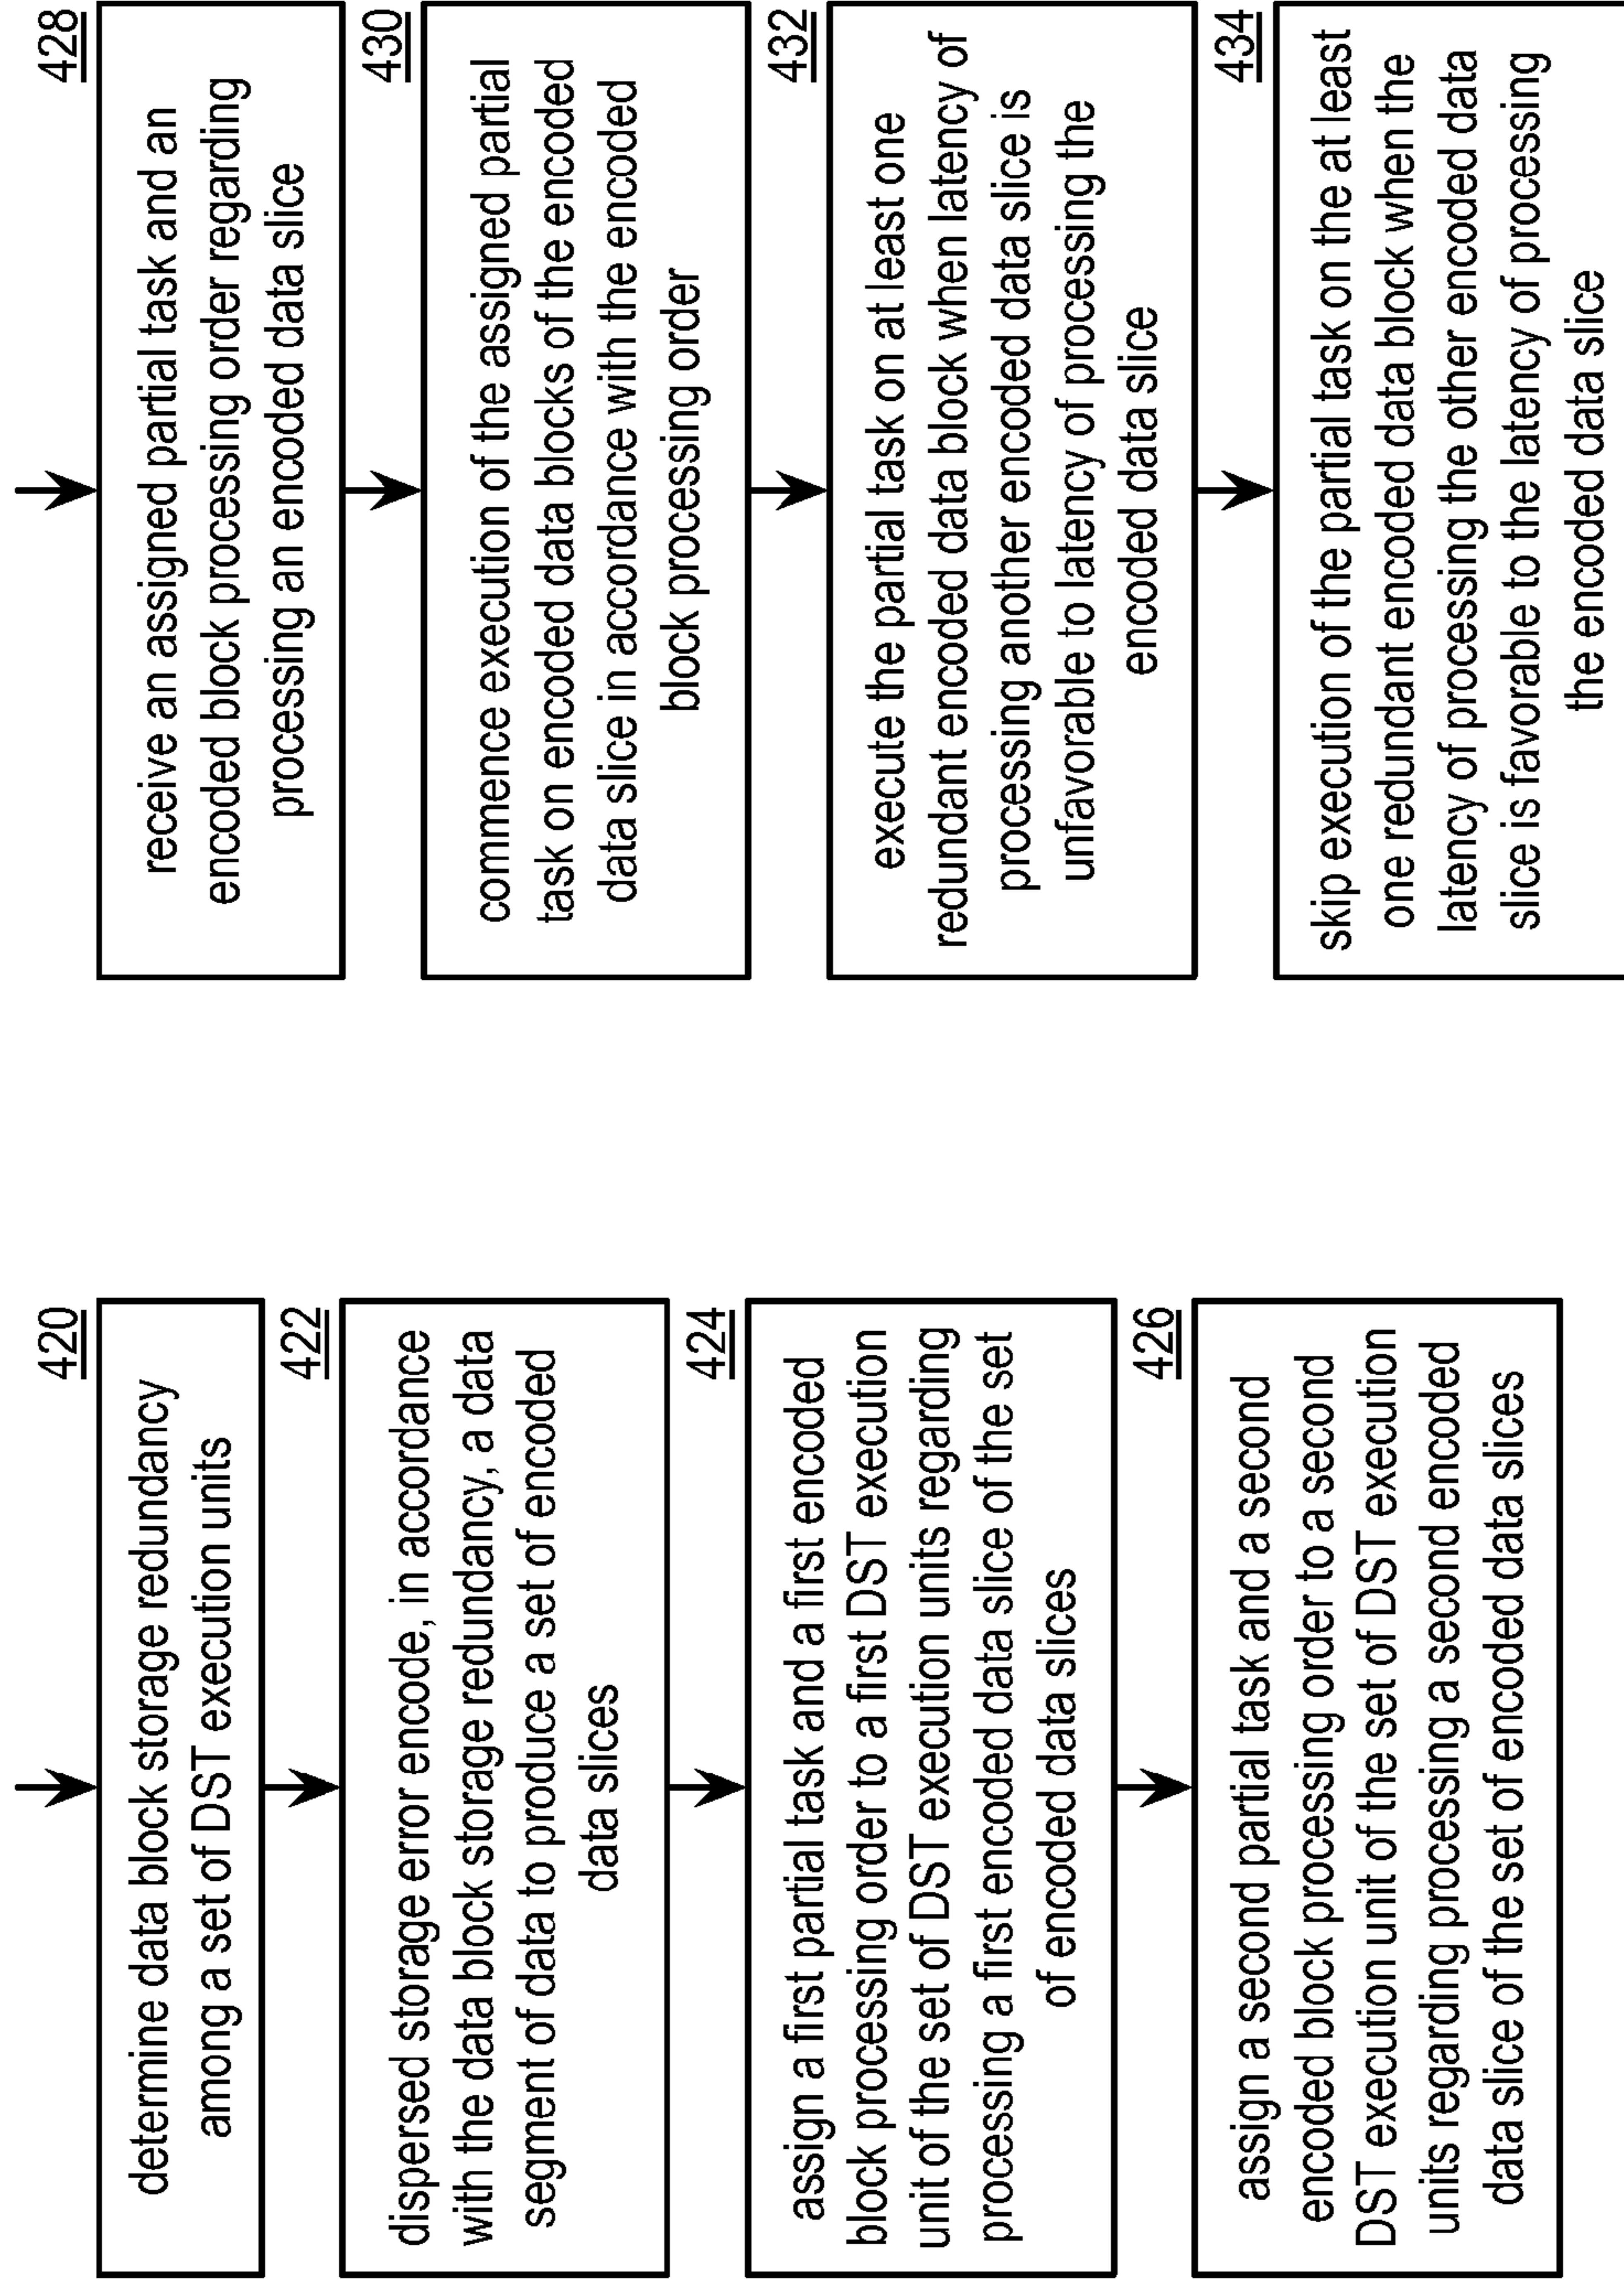 420
determine data block storage redundancy
among a set of DST execution units
422
dispersed storage error encode, in accordance
with the data block storage redundancy, a data
segment of data to produce a set of encoded
data slices
424
assign a first partial task and a first encoded
block processing order to a first DST execution
unit of the set of DST execution units regarding
processing a first encoded data slice of the set
of encoded data slices
426
assign a second partial task and a second
encoded block processing order to a second
DST execution unit of the set of DST execution
units regarding processing a second encoded
data slice of the set of encoded data slices
428
receive an assigned partial task and an
encoded block processing order regarding
processing an encoded data slice
430
commence execution of the assigned partial
task on encoded data blocks of the encoded
data slice in accordance with the encoded
block processing order
432
execute the partial task on at least one
redundant encoded data block when latency of
processing another encoded data slice is
unfavorable to latency of processing the
encoded data slice
434
skip execution of the partial task on the at least
one redundant encoded data block when the
latency of processing the other encoded data
slice is favorable to the latency of processing
the encoded data slice